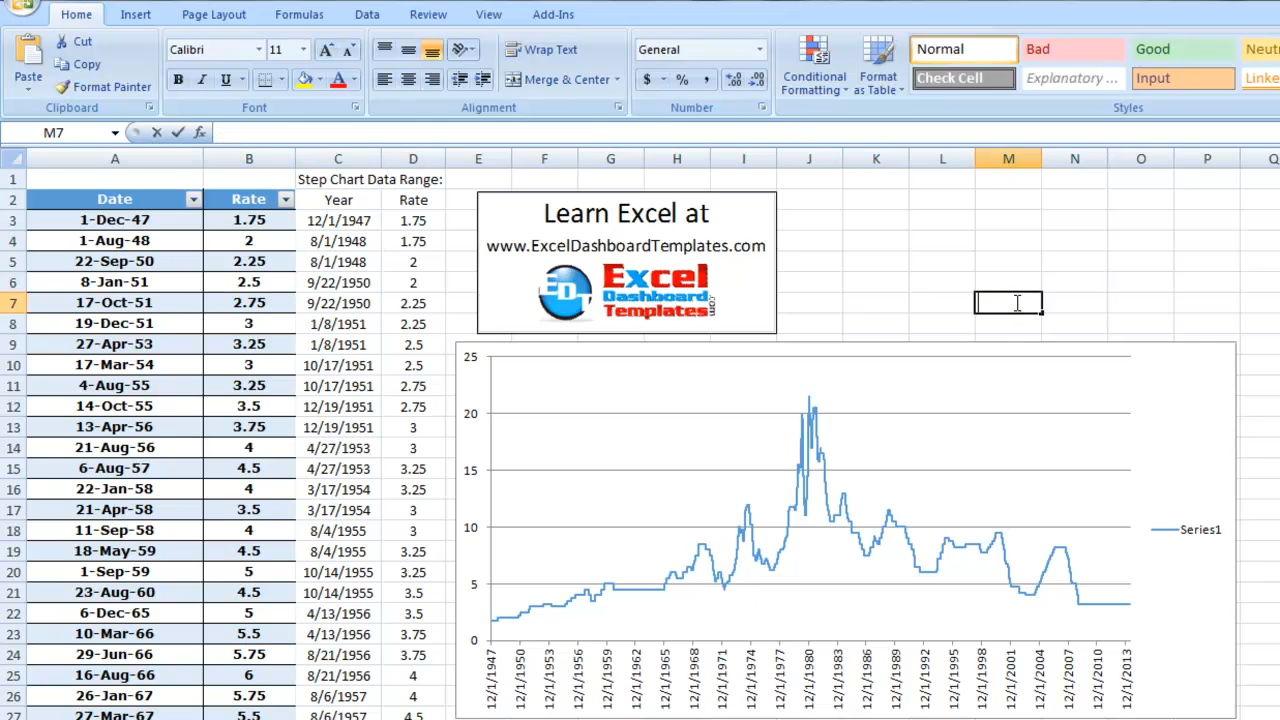 Home Insert Page Layout Formulas Data Review View Add-Ins
Cut Calibri 11 A A Wrap Text General Normal Bad Good
Paste Copy Conditional Formatting Format as Table
Format Painter B I U A Merge & Center $ % , Check Cell Explanatory ... Input
Clipboard Font Alignment Number Styles
M7 fx
A B C D E F G H I J K L M N O P
1 Step Chart Data Range:
2 Date Rate Year Rate
3 1-Dec-47 1.75 12/1/1947 1.75
4 1-Aug-48 2 8/1/1948 1.75
5 22-Sep-50 2.25 8/1/1948 2
6 8-Jan-51 2.5 9/22/1950 2
7 17-Oct-51 2.75 9/22/1950 2.25
8 19-Dec-51 3 1/8/1951 2.25
9 27-Apr-53 3.25 1/8/1951 2.5
10 17-Mar-54 3 10/17/1951 2.5
11 4-Aug-55 3.25 10/17/1951 2.75
12 14-Oct-55 3.5 12/19/1951 2.75
13 13-Apr-56 3.75 12/19/1951 3
14 21-Aug-56 4 4/27/1953 3
15 6-Aug-57 4.5 4/27/1953 3.25
16 22-Jan-58 4 3/17/1954 3.25
17 21-Apr-58 3.5 3/17/1954 3
18 11-Sep-58 4 8/4/1955 3
19 18-May-59 4.5 8/4/1955 3.25
20 1-Sep-59 5 10/14/1955 3.25
21 23-Aug-60 4.5 10/14/1955 3.5
22 6-Dec-65 5 4/13/1956 3.5
23 10-Mar-66 5.5 4/13/1956 3.75
24 29-Jun-66 5.75 8/21/1956 3.75
25 16-Aug-66 6 8/21/1956 4
26 26-Jan-67 5.75 8/6/1957 4
27 27-Mar-67 5.5 8/6/1957 4.5
Learn Excel at
www.ExcelDashboardTemplates.com
EDT
Excel
Dashboard
Templates
.com
25
20
15
10
5
0
Series1
12/1/1947 12/1/1950 12/1/1953 12/1/1956 12/1/1959 12/1/1962 12/1/1965 12/1/1968 12/1/1971 12/1/1974 12/1/1977 12/1/1980 12/1/1983 12/1/1986 12/1/1989 12/1/1992 12/1/1995 12/1/1998 12/1/2001 12/1/2004 12/1/2007 12/1/2010 12/1/2013